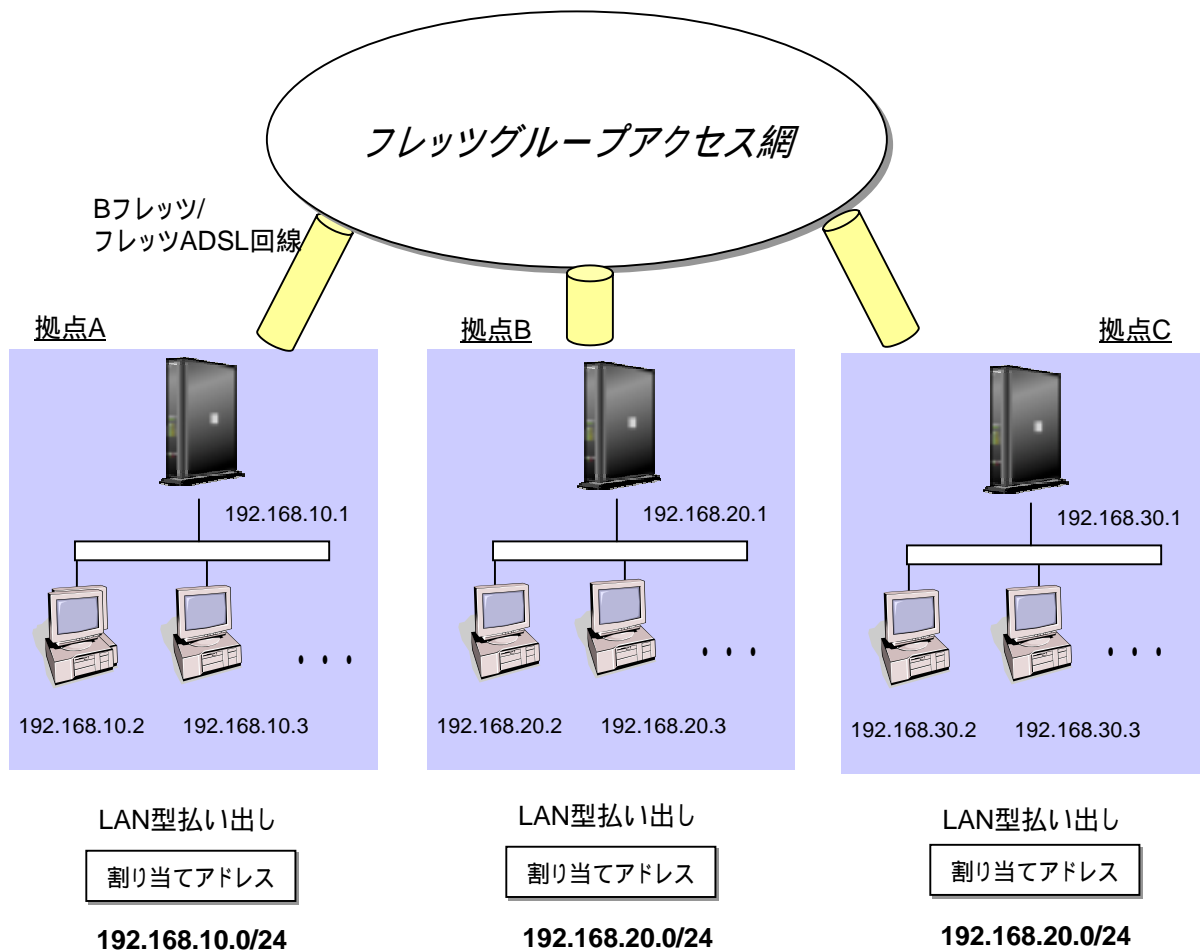 フレッツグループアクセス網
Bフレッツ/
フレッツADSL回線
拠点A
拠点B
拠点C
192.168.10.1
192.168.20.1
192.168.30.1
・・・
・・・
・・・
192.168.10.2
192.168.10.3
192.168.20.2
192.168.20.3
192.168.30.2
192.168.30.3
LAN型払い出し
LAN型払い出し
LAN型払い出し
割り当てアドレス
割り当てアドレス
割り当てアドレス
192.168.10.0/24
192.168.20.0/24
192.168.20.0/24